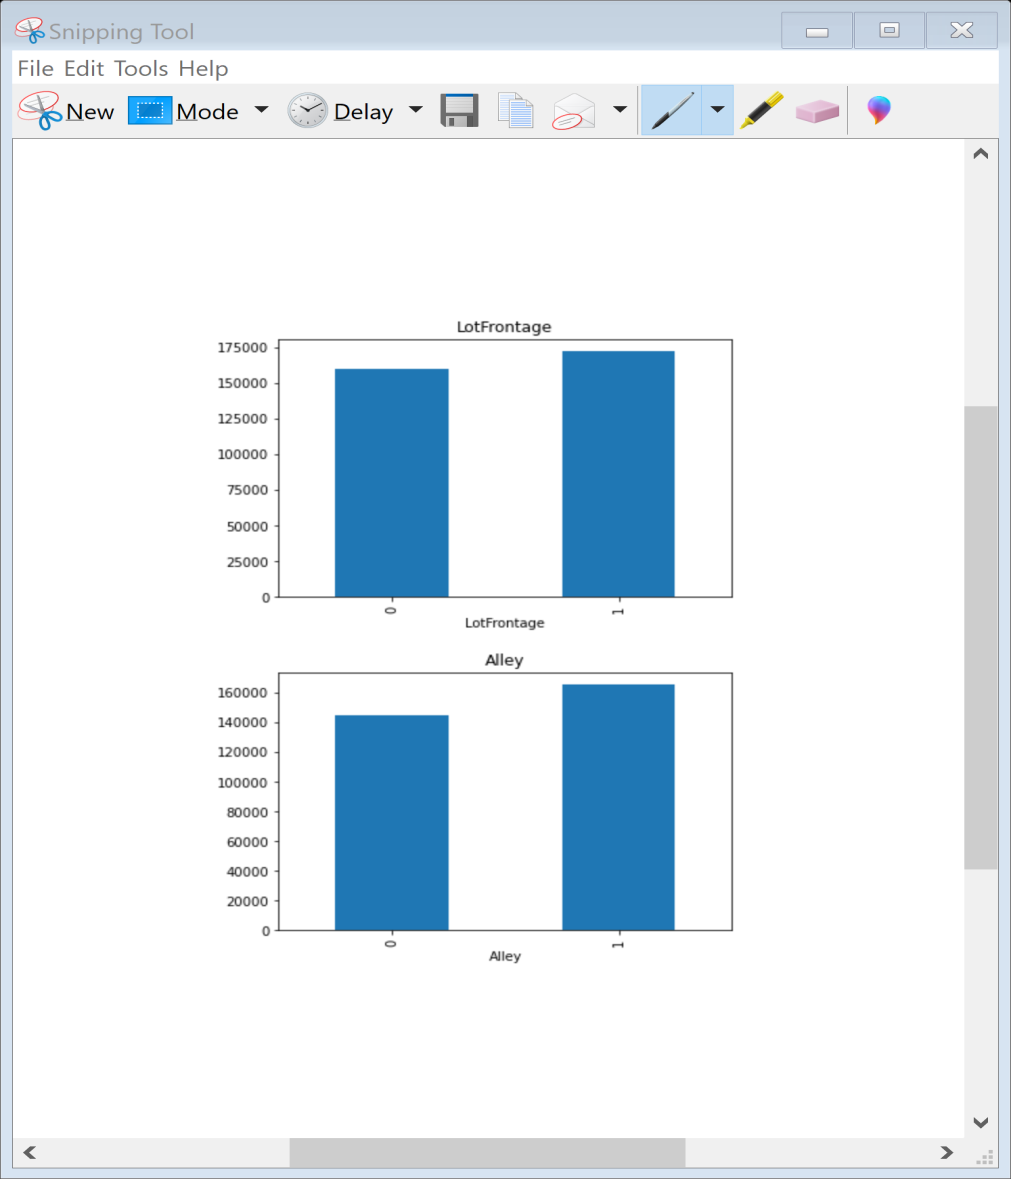 Snipping Tool
File Edit Tools Help
New Mode Delay
LotFrontage
175000
150000
125000
100000
75000
50000
25000
0
0 1
LotFrontage
Alley
160000
140000
120000
100000
80000
60000
40000
20000
0
0 1
Alley